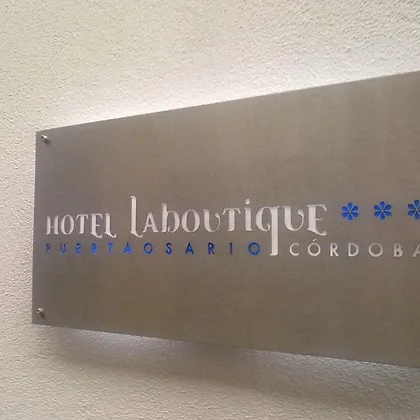 HOTEL LABOUTIQUE ***
PUERTAOSARIO CÓRDOBA